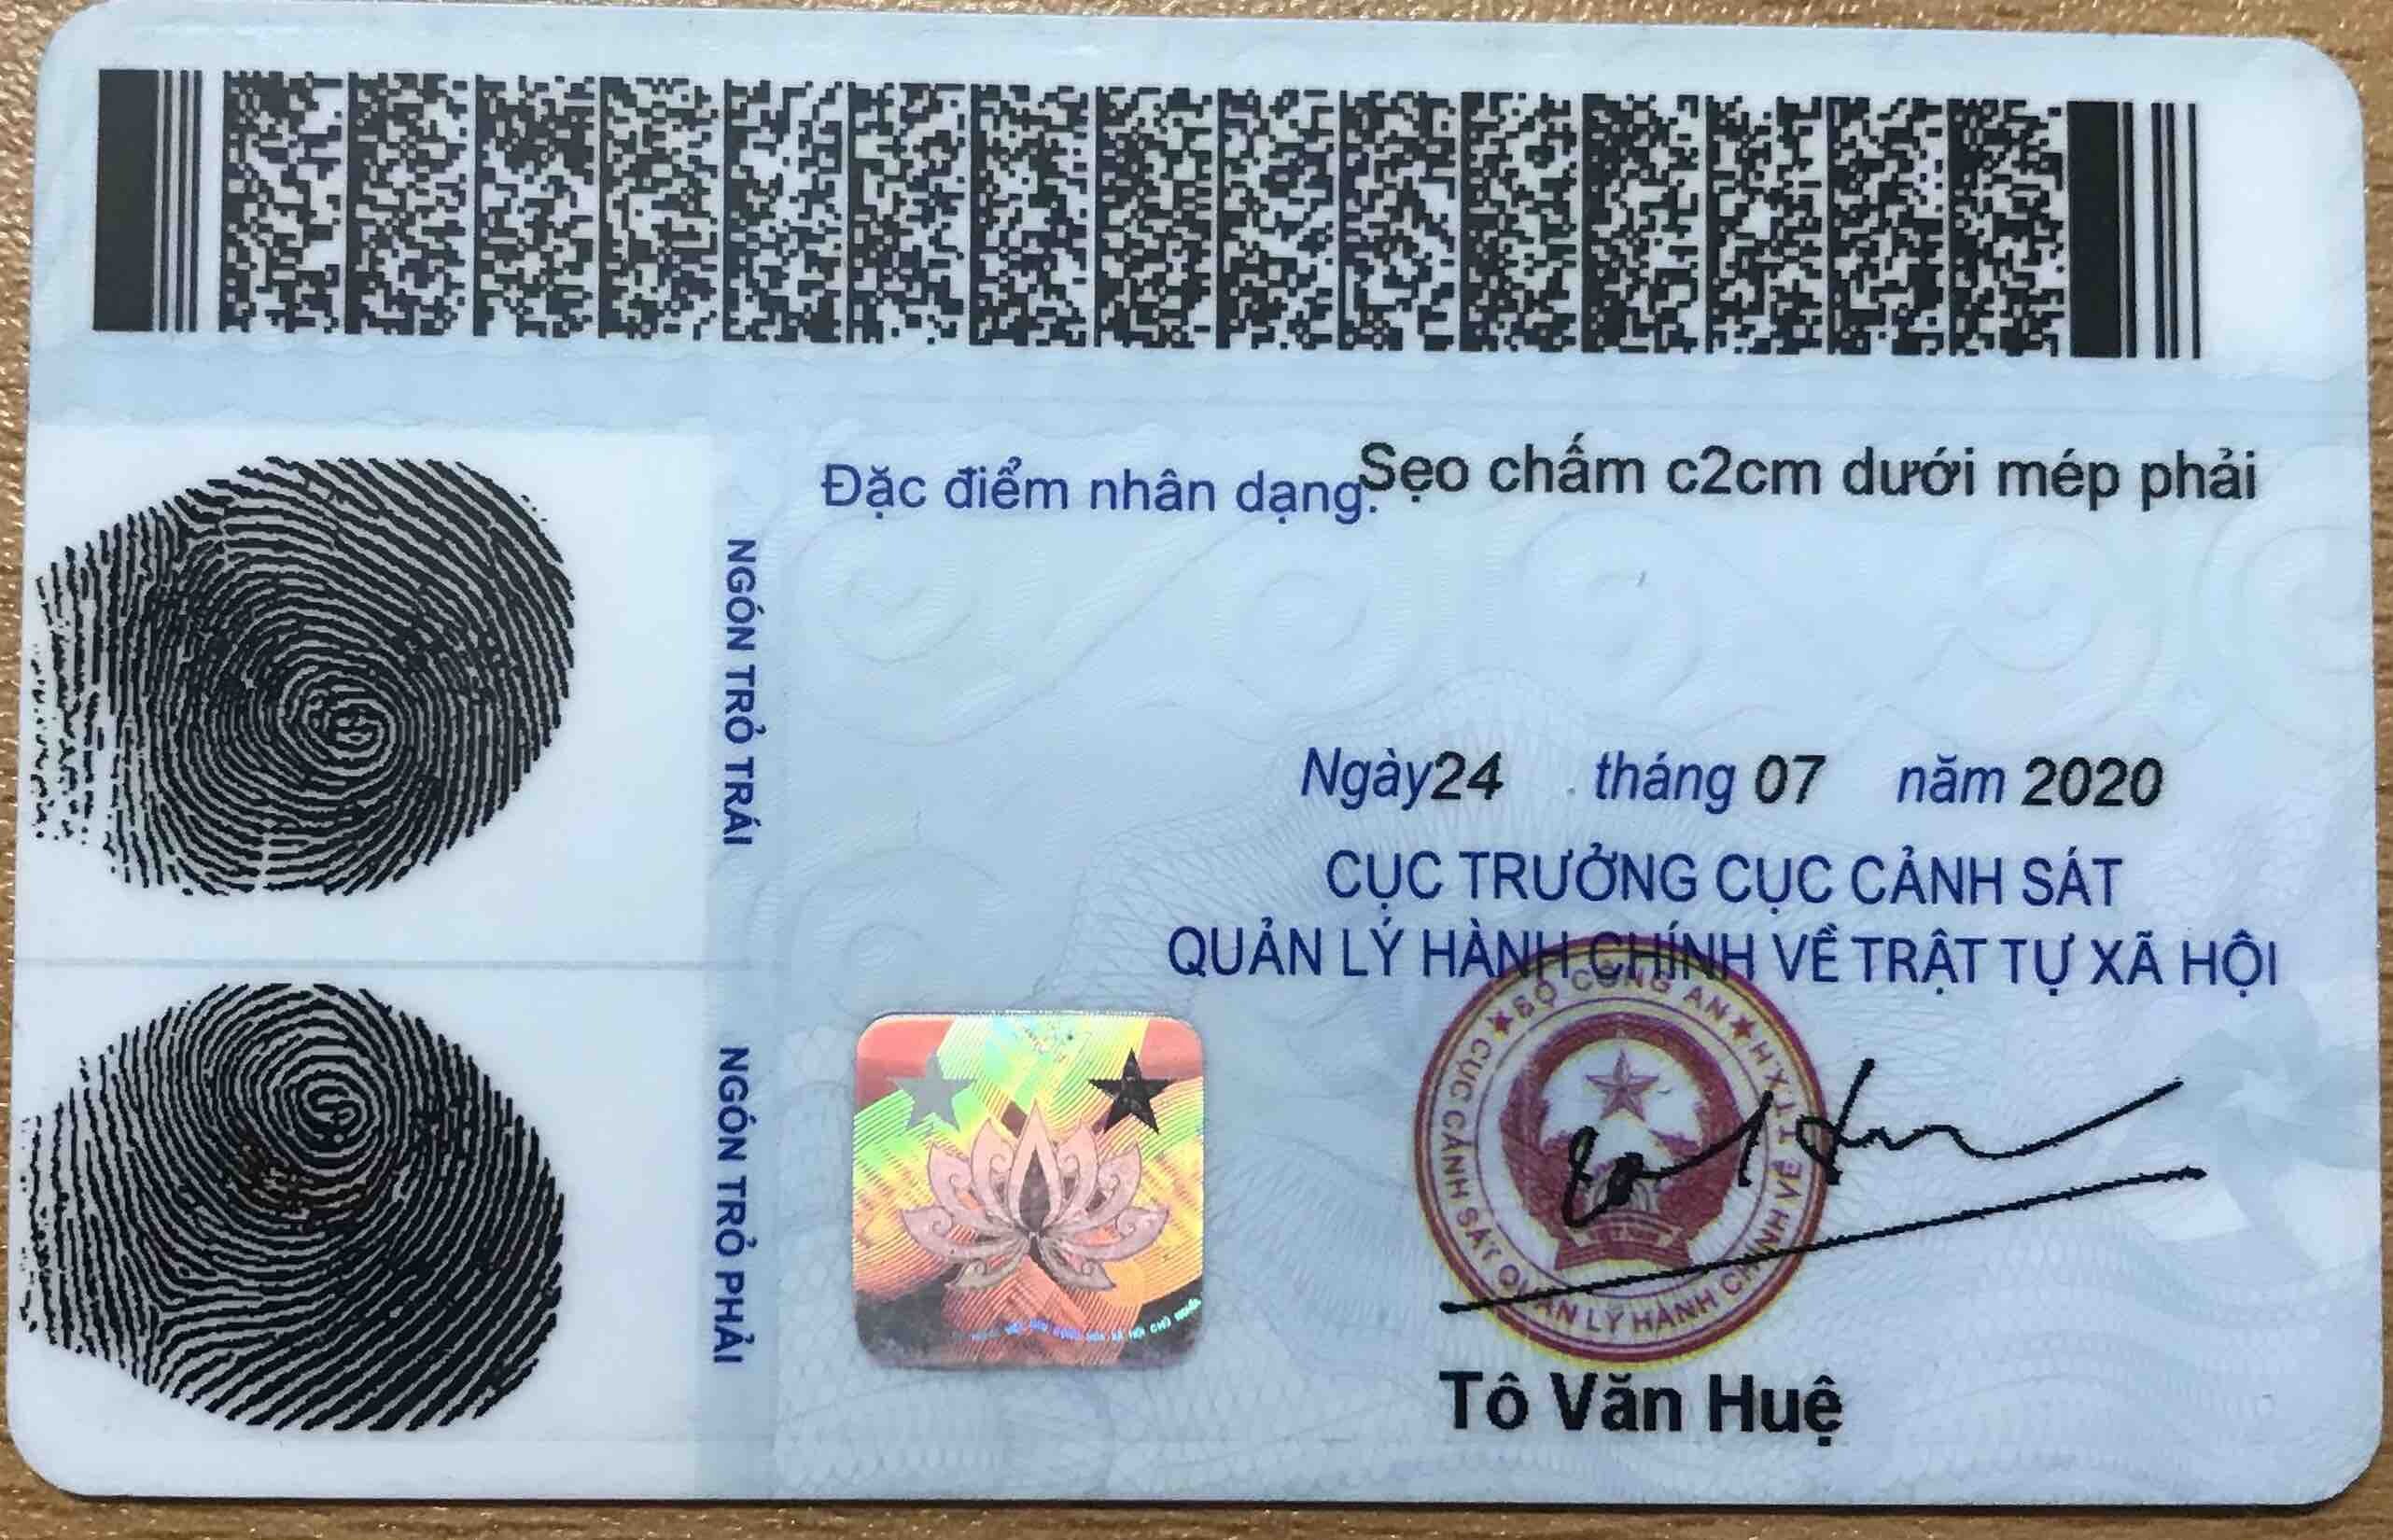 Đặc điểm nhân dạng: Sẹo chấm c2cm dưới mép phải
NGÓN TRỎ TRÁI
Ngày 24 tháng 07 năm 2020
CỤC TRƯỞNG CỤC CẢNH SÁT
QUẢN LÝ HÀNH CHÍNH VỀ TRẬT TỰ XÃ HỘI
NGÓN TRỎ PHẢI
★ BỘ CÔNG AN ★
CỤC CẢNH SÁT QUẢN LÝ HÀNH CHÍNH VỀ TTXH
Tô Văn Huệ